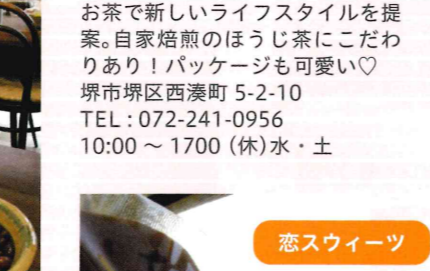 お茶で新しいライフスタイルを提
案。自家焙煎のほうじ茶にこだわ
りあり！パッケージも可愛い♡
堺市堺区西湊町 5-2-10
TEL : 072-241-0956
10:00 ～ 1700（休）水・土
恋スウィーツ